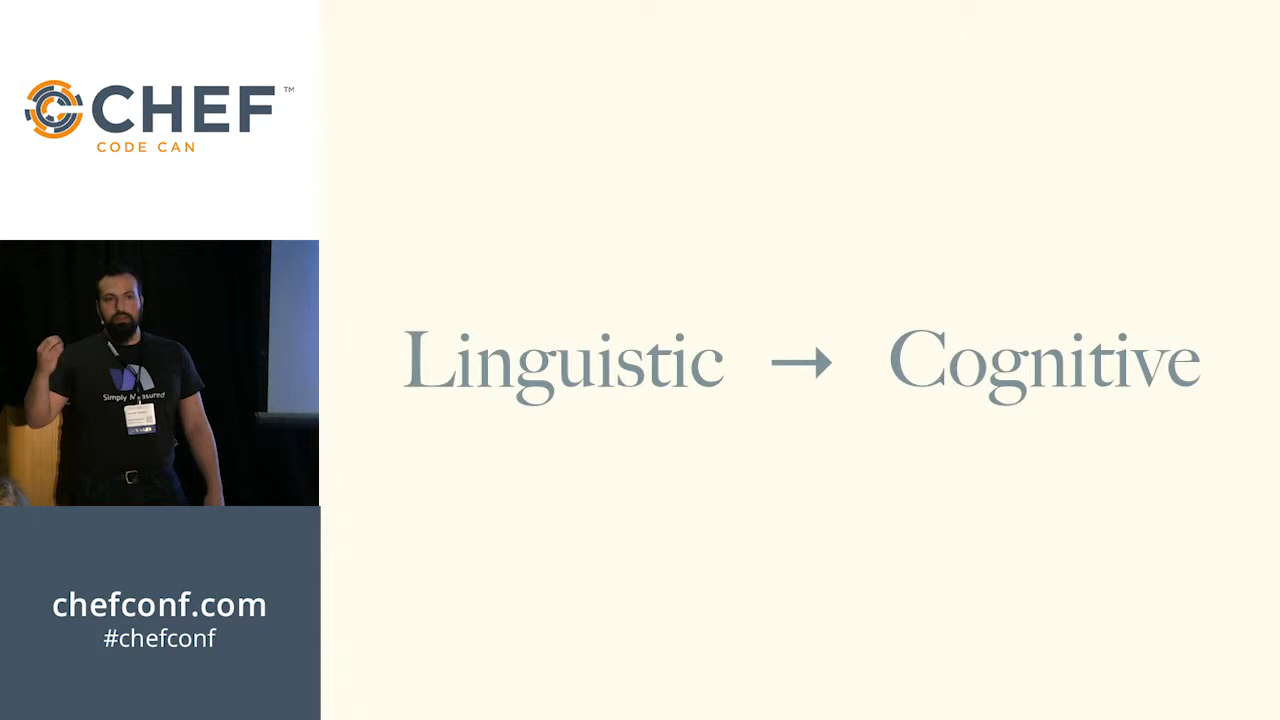 CHEF™
CODE CAN
Simply Measured
chefconf.com
#chefconf
Linguistic → Cognitive